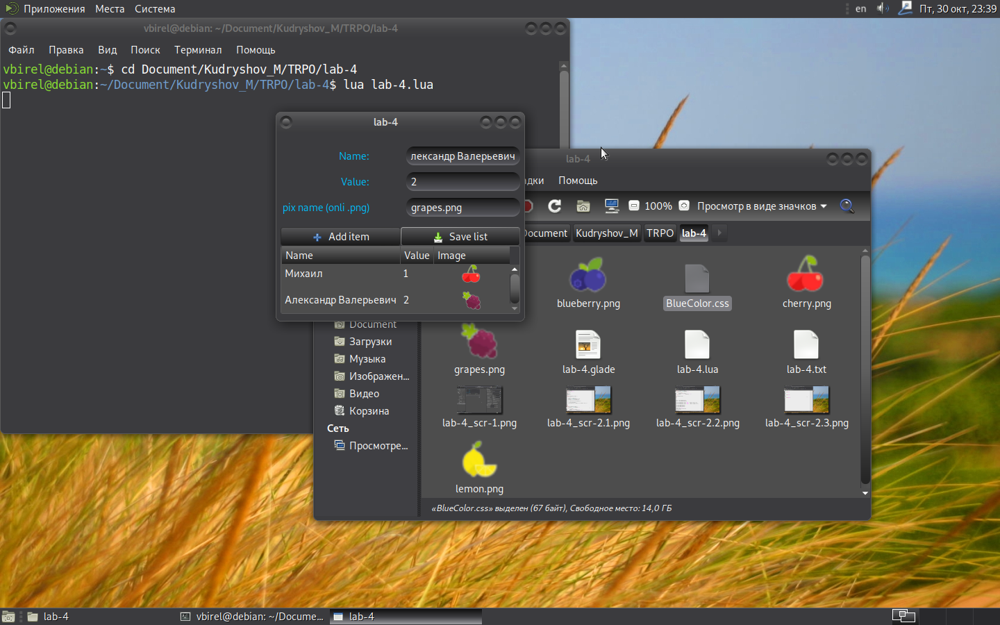 Приложения Места Система
en Пт, 30 окт, 23:39
vbirel@debian: ~/Document/Kudryshov_M/TRPO/lab-4
Файл Правка Вид Поиск Терминал Помощь
vbirel@debian:~$ cd Document/Kudryshov_M/TRPO/lab-4
vbirel@debian:~/Document/Kudryshov_M/TRPO/lab-4$ lua lab-4.lua
lab-4
Name: лександр Валерьевич
Value: 2
pix name (onli .png) grapes.png
Add item Save list
Name Value Image
Михаил 1
Александр Валерьевич 2
lab-4
дки Помощь
100% Просмотр в виде значков
Document Kudryshov_M TRPO lab-4
blueberry.png BlueColor.css cherry.png
grapes.png lab-4.glade lab-4.lua lab-4.txt
lab-4_scr-1.png lab-4_scr-2.1.png lab-4_scr-2.2.png lab-4_scr-2.3.png
lemon.png
Document
Загрузки
Музыка
Изображен...
Видео
Корзина
Сеть
Просмотре...
«BlueColor.css» выделен (67 байт), Свободное место: 14,0 ГБ
lab-4 vbirel@debian: ~/Docume... lab-4